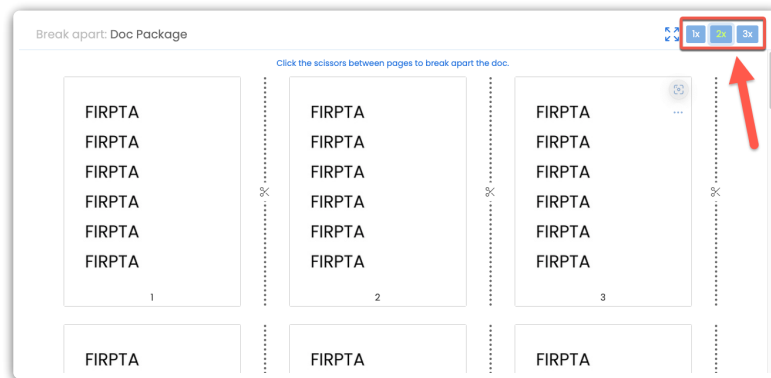 Break apart: Doc Package
1x 2x 3x
Click the scissors between pages to break apart the doc.
FIRPTA
FIRPTA
FIRPTA
FIRPTA
FIRPTA
FIRPTA
1
FIRPTA
FIRPTA
FIRPTA
FIRPTA
FIRPTA
FIRPTA
2
FIRPTA
FIRPTA
FIRPTA
FIRPTA
FIRPTA
FIRPTA
3
FIRPTA
FIRPTA
FIRPTA